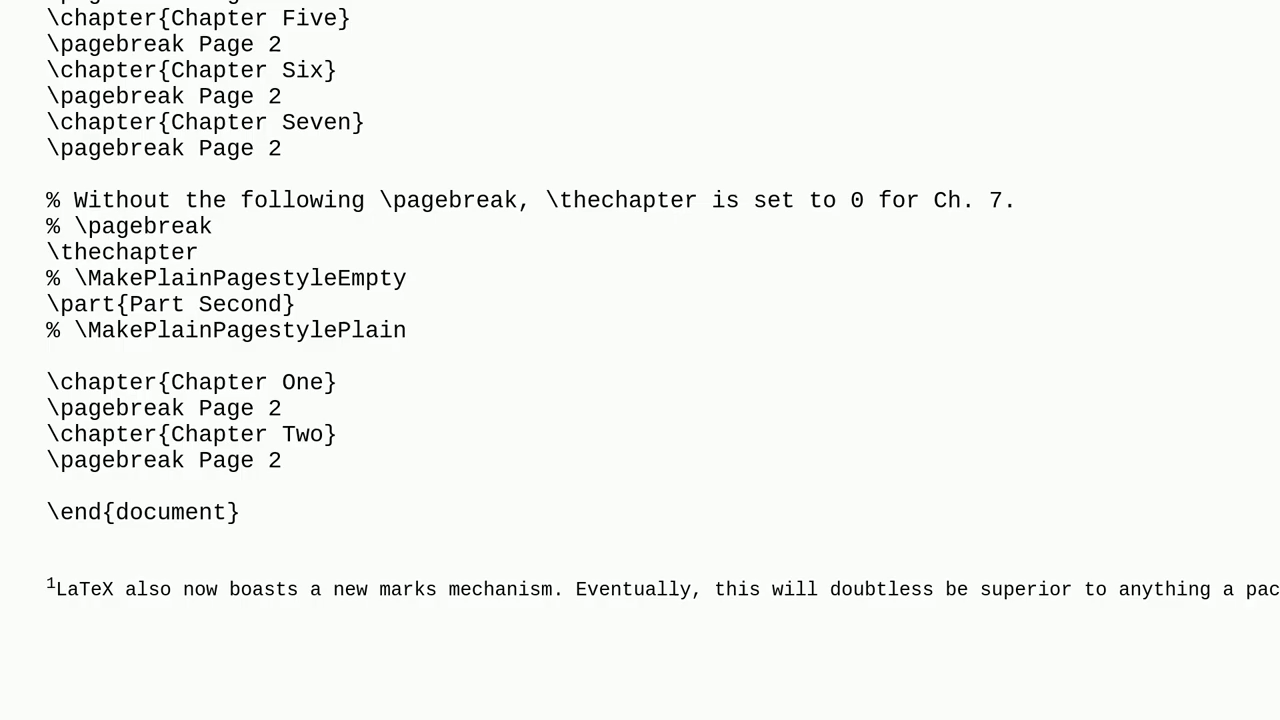 \chapter{Chapter Five}
\pagebreak Page 2
\chapter{Chapter Six}
\pagebreak Page 2
\chapter{Chapter Seven}
\pagebreak Page 2
% Without the following \pagebreak, \thechapter is set to 0 for Ch. 7.
% \pagebreak
\thechapter
% \MakePlainPagestyleEmpty
\part{Part Second}
% \MakePlainPagestylePlain
\chapter{Chapter One}
\pagebreak Page 2
\chapter{Chapter Two}
\pagebreak Page 2
\end{document}
1LaTeX also now boasts a new marks mechanism. Eventually, this will doubtless be superior to anything a pac